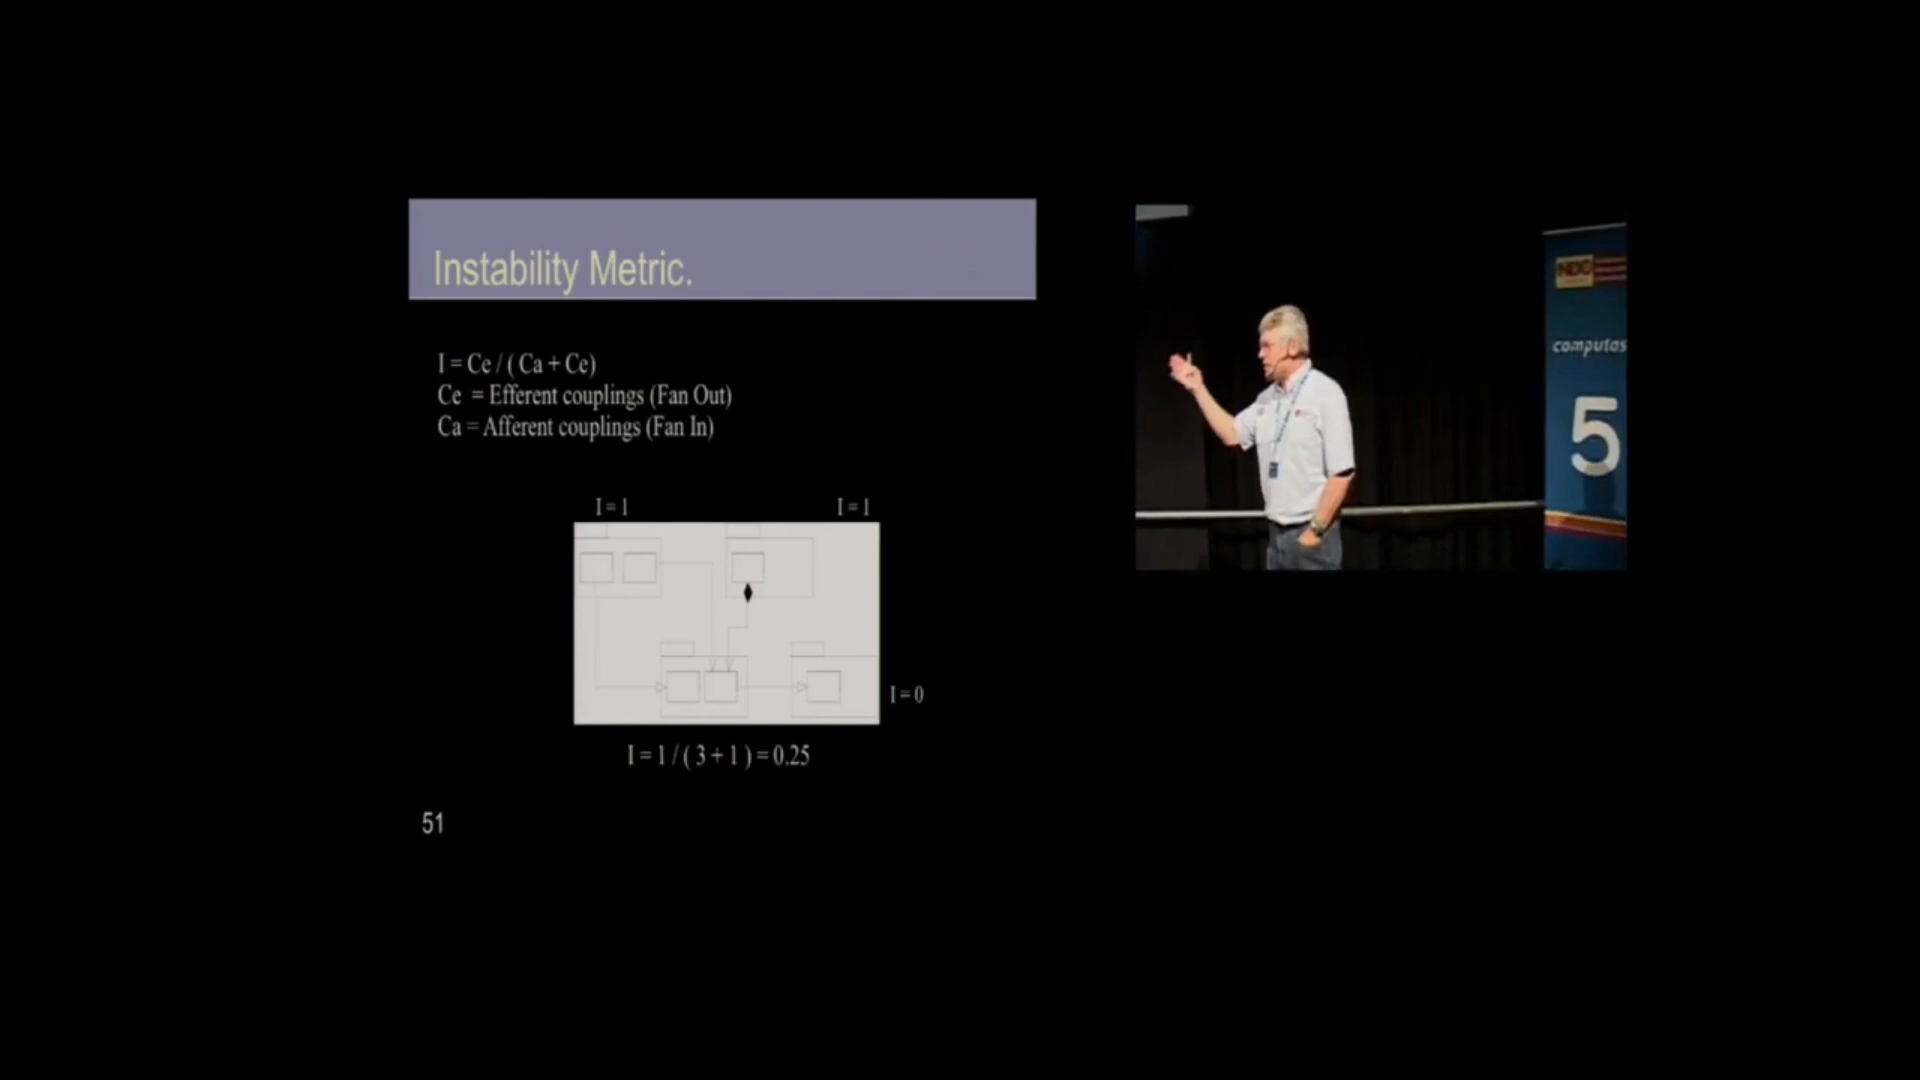 Instability Metric.
I = Ce / ( Ca + Ce)
Ce = Efferent couplings (Fan Out)
Ca = Afferent couplings (Fan In)
I = 1
I = 1
I = 0
I = 1 / ( 3 + 1 ) = 0.25
51
NDC
computas
5